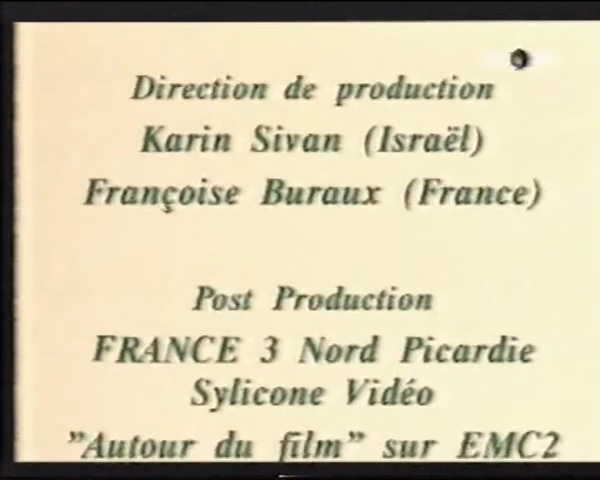 Direction de production
Karin Sivan (Israël)
Françoise Buraux (France)
Post Production
FRANCE 3 Nord Picardie
Sylicone Vidéo
"Autour du film" sur EMC2